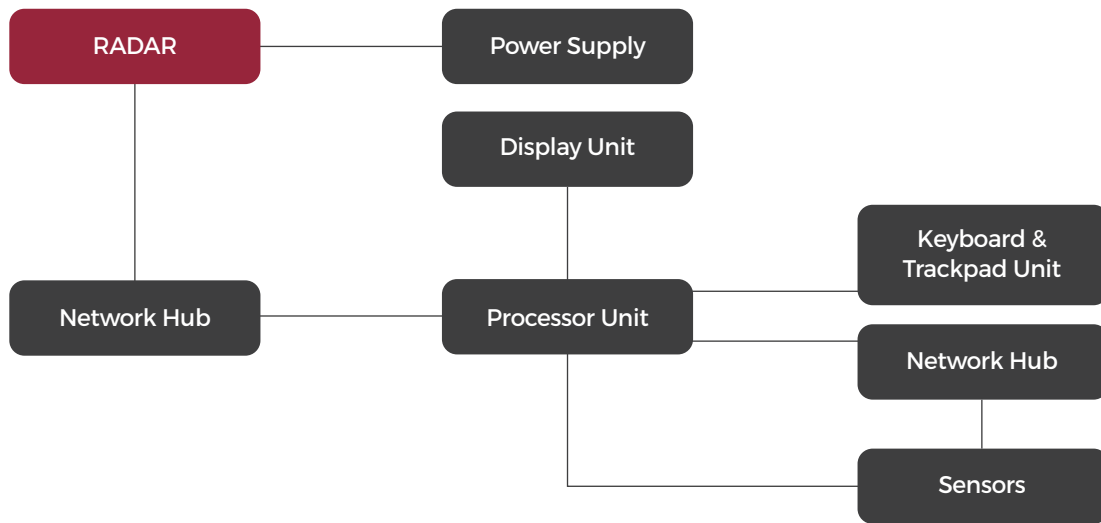 RADAR
Power Supply
Display Unit
Keyboard &
Trackpad Unit
Network Hub
Processor Unit
Network Hub
Sensors